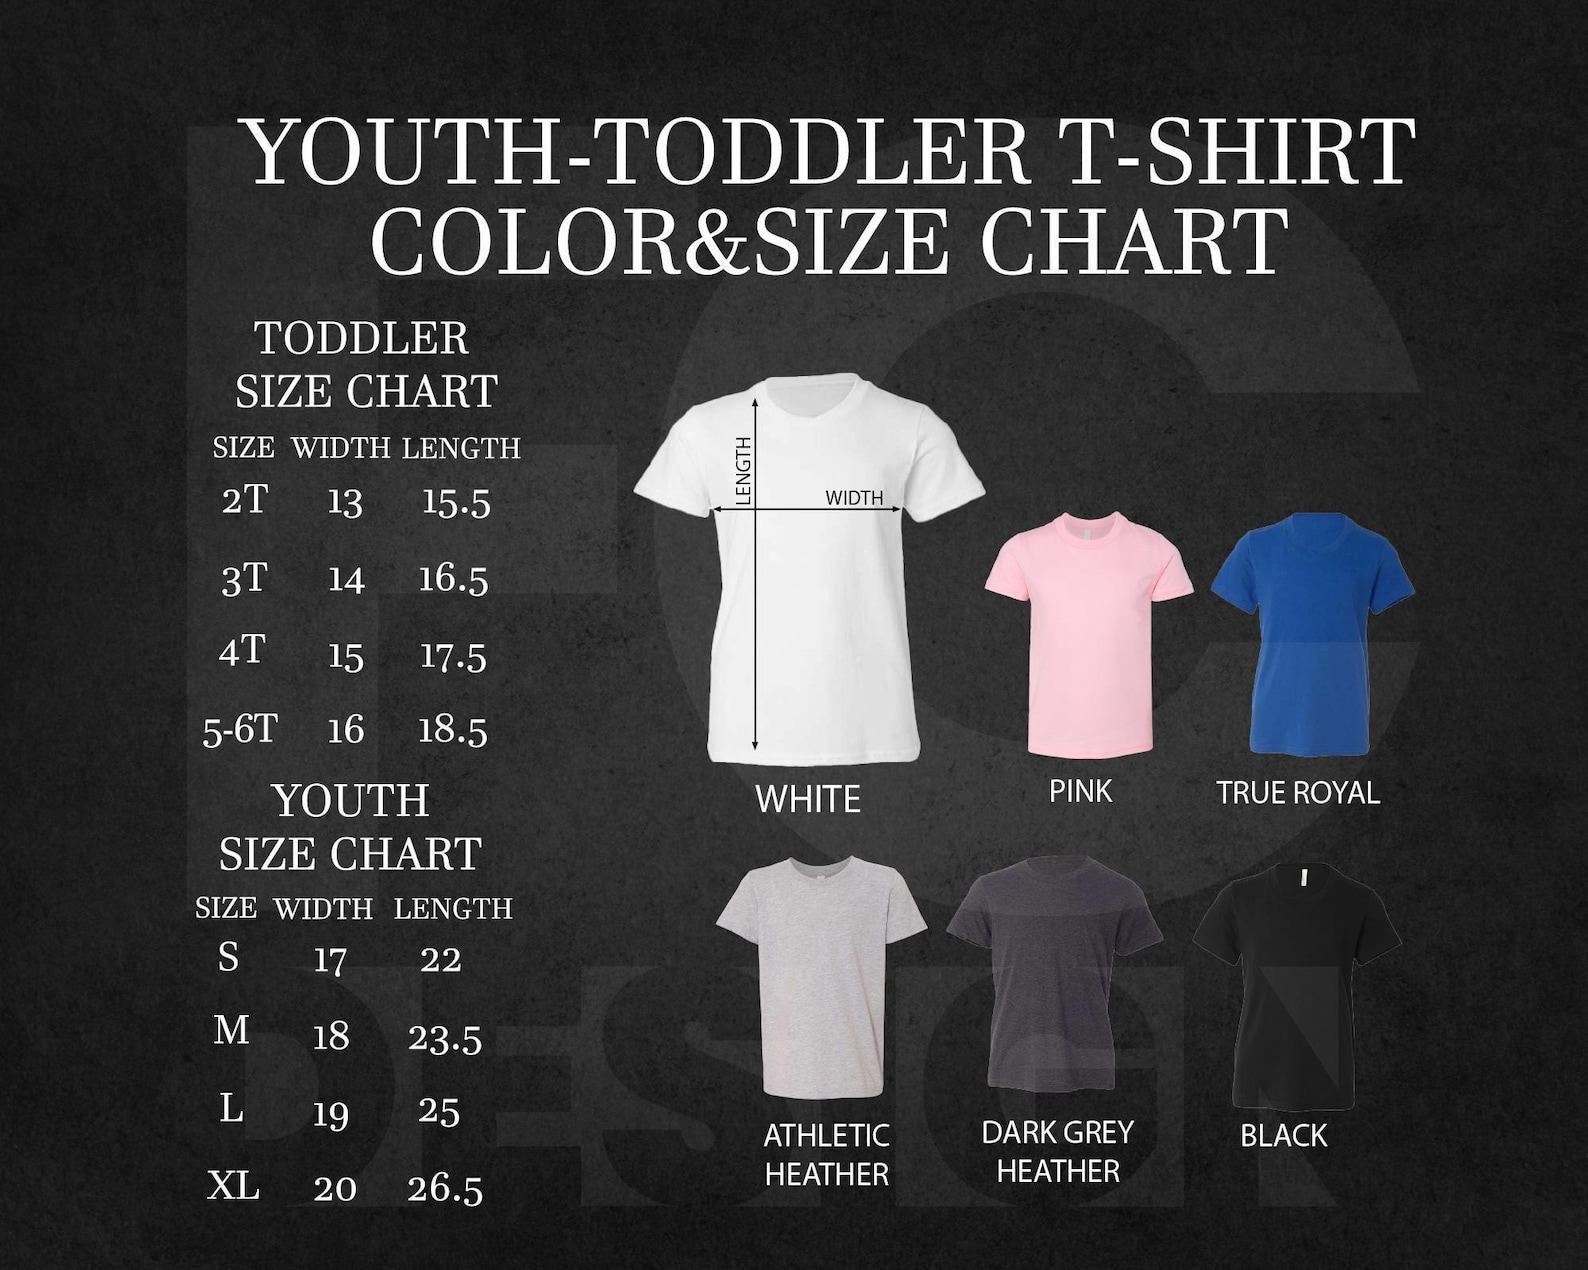 YOUTH-TODDLER T-SHIRT
COLOR&SIZE CHART
TODDLER
SIZE CHART
SIZE WIDTH LENGTH
2T 13 15.5
3T 14 16.5
4T 15 17.5
5-6T 16 18.5
YOUTH
SIZE CHART
SIZE WIDTH LENGTH
S 17 22
M 18 23.5
L 19 25
XL 20 26.5
LENGTH
WIDTH
WHITE
PINK
TRUE ROYAL
ATHLETIC
HEATHER
DARK GREY
HEATHER
BLACK
DESIGN